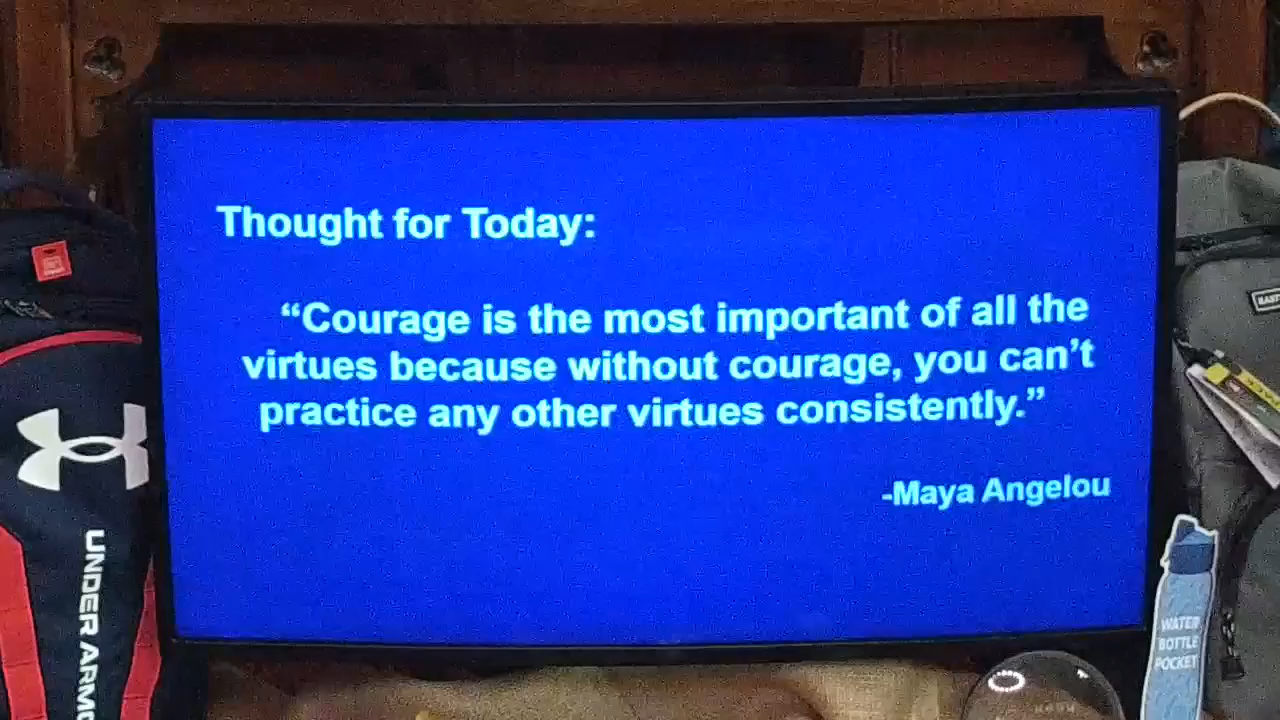 Thought for Today:
“Courage is the most important of all the
virtues because without courage, you can’t
practice any other virtues consistently.”
-Maya Angelou
UNDER ARMO
WATER
BOTTLE
POCKET
EAST